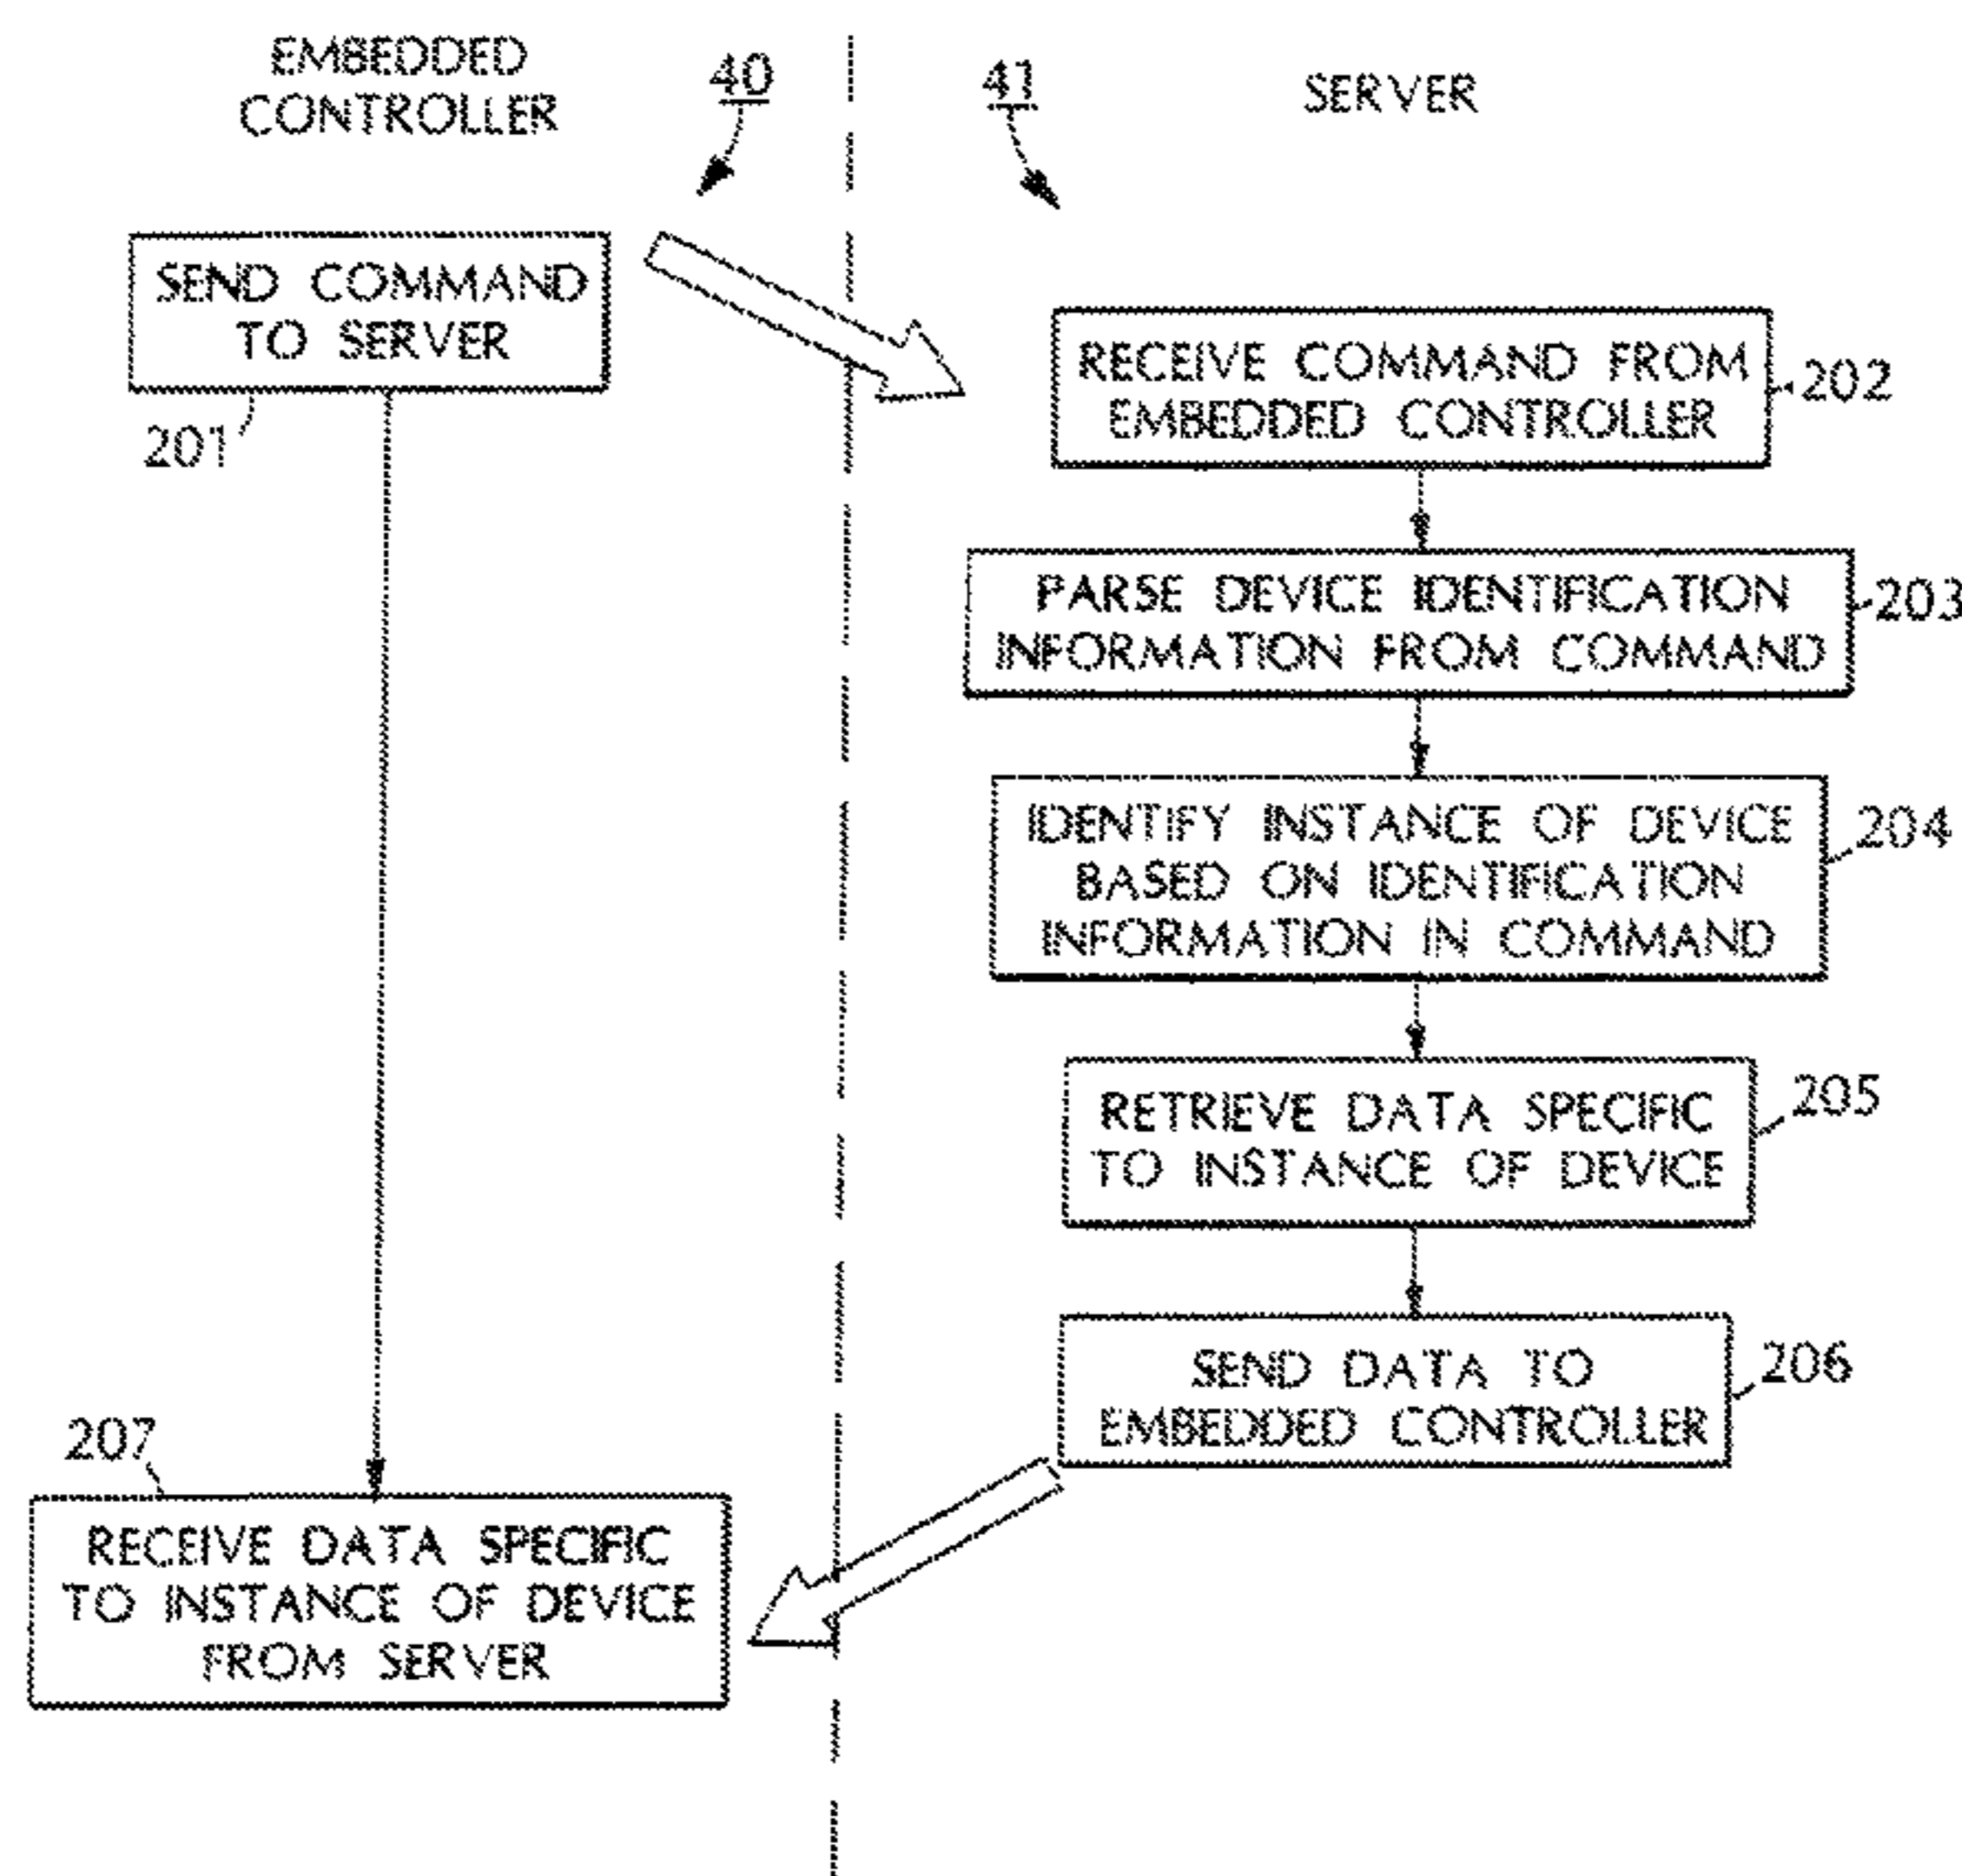 EMBEDDED
CONTROLLER
40
41
SERVER
SEND COMMAND
TO SERVER
201
RECEIVE COMMAND FROM
EMBEDDED CONTROLLER
202
PARSE DEVICE IDENTIFICATION
INFORMATION FROM COMMAND
203
IDENTIFY INSTANCE OF DEVICE
BASED ON IDENTIFICATION
INFORMATION IN COMMAND
204
RETRIEVE DATA SPECIFIC
TO INSTANCE OF DEVICE
205
SEND DATA TO
EMBEDDED CONTROLLER
206
207
RECEIVE DATA SPECIFIC
TO INSTANCE OF DEVICE
FROM SERVER